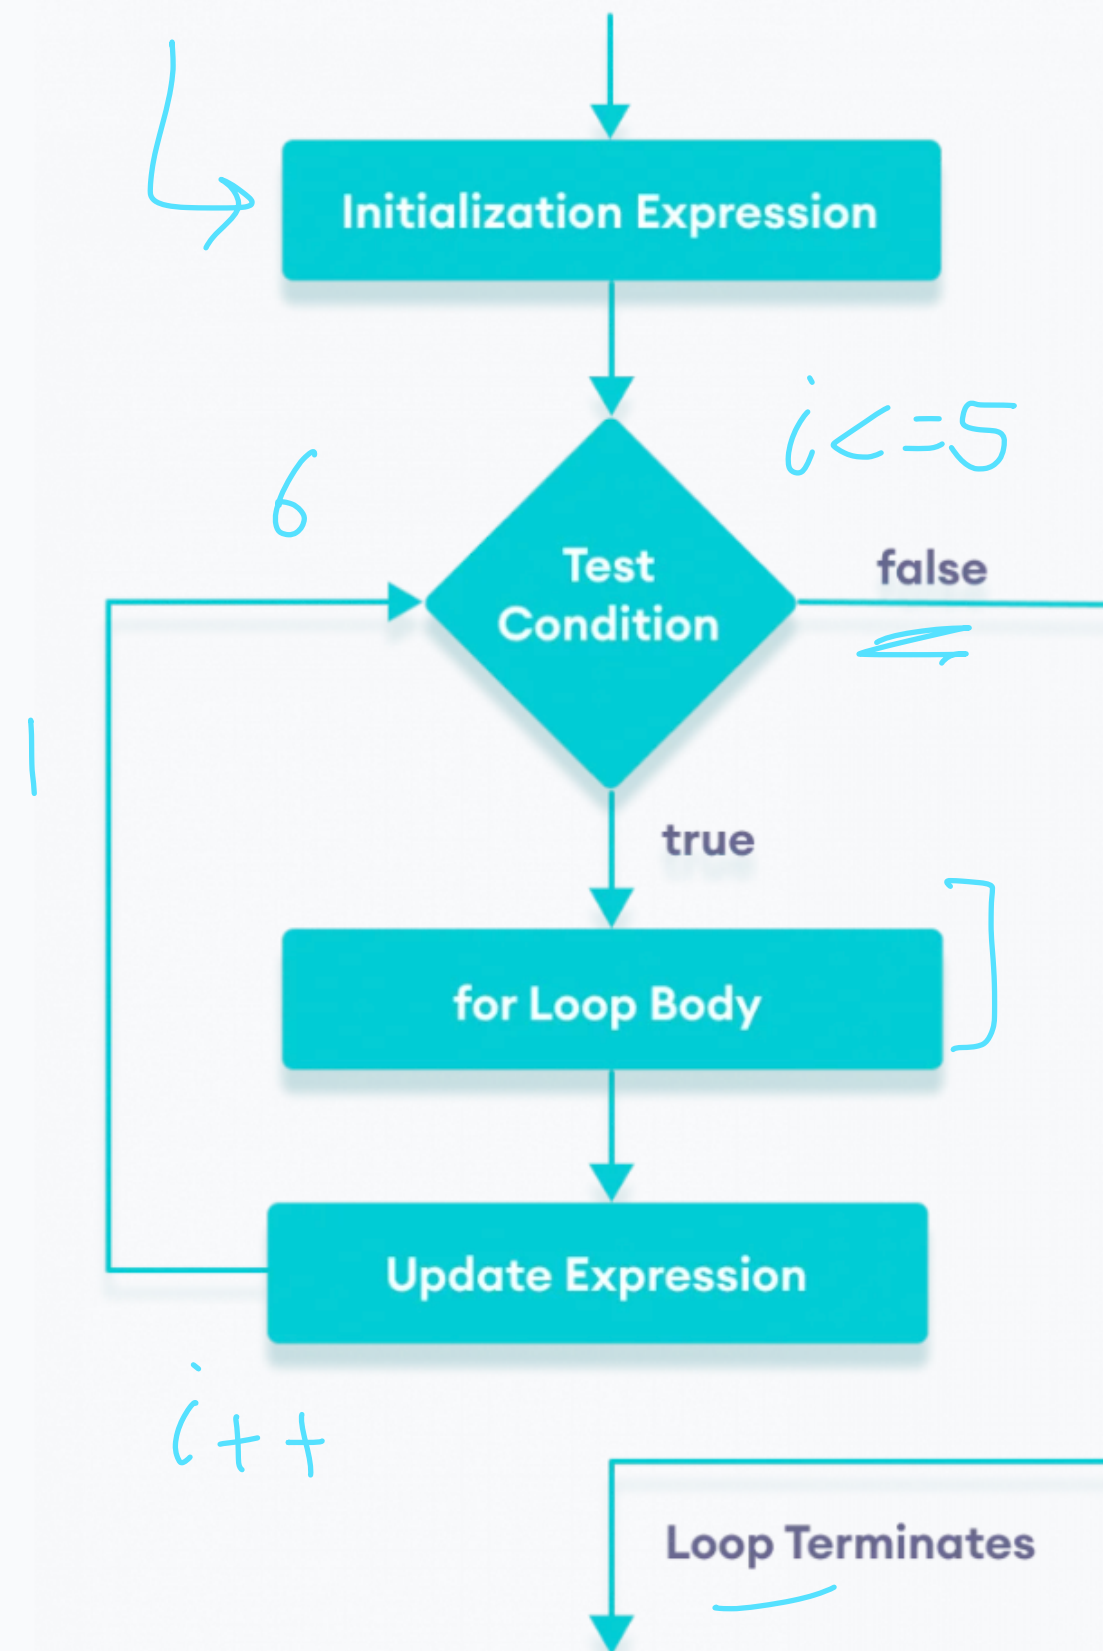 Initialization Expression
i<=5
6
Test
Condition
false
1
true
for Loop Body
Update Expression
i++
Loop Terminates